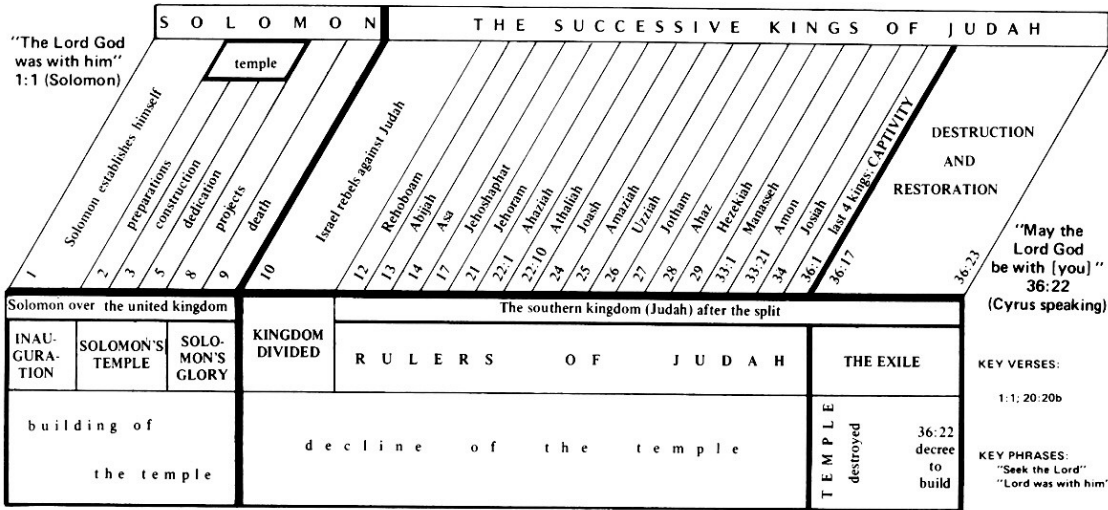 SOLOMON
THE SUCCESSIVE KINGS OF JUDAH
"The Lord God
was with him"
1:1 (Solomon)
temple
Solomon establishes himself
preparations
construction
dedication
projects
death
Israel rebels against Judah
Rehoboam
Abijah
Asa
Jehoshaphat
Jehoram
Ahaziah
Athaliah
Joash
Amaziah
Uzziah
Jotham
Ahaz
Hezekiah
Manasseh
Amon
Josiah
last 4 kings; CAPTIVITY
DESTRUCTION
AND
RESTORATION
1
2
3
5
8
9
10
12
13
14
17
21
22:1
22:10
24
25
26
27
28
29
33:1
33:21
34
36:1
36:17
36:23
"May the
Lord God
be with [you]"
36:22
(Cyrus speaking)
Solomon over the united kingdom
The southern kingdom (Judah) after the split
INAU-
GURA-
TION
SOLOMON'S
TEMPLE
SOLO-
MON'S
GLORY
KINGDOM
DIVIDED
RULERS OF JUDAH
THE EXILE
building of
the temple
decline of the temple
TEMPLE
destroyed
36:22
decree
to
build
KEY VERSES:
1:1; 20:20b
KEY PHRASES:
"Seek the Lord"
"Lord was with him"